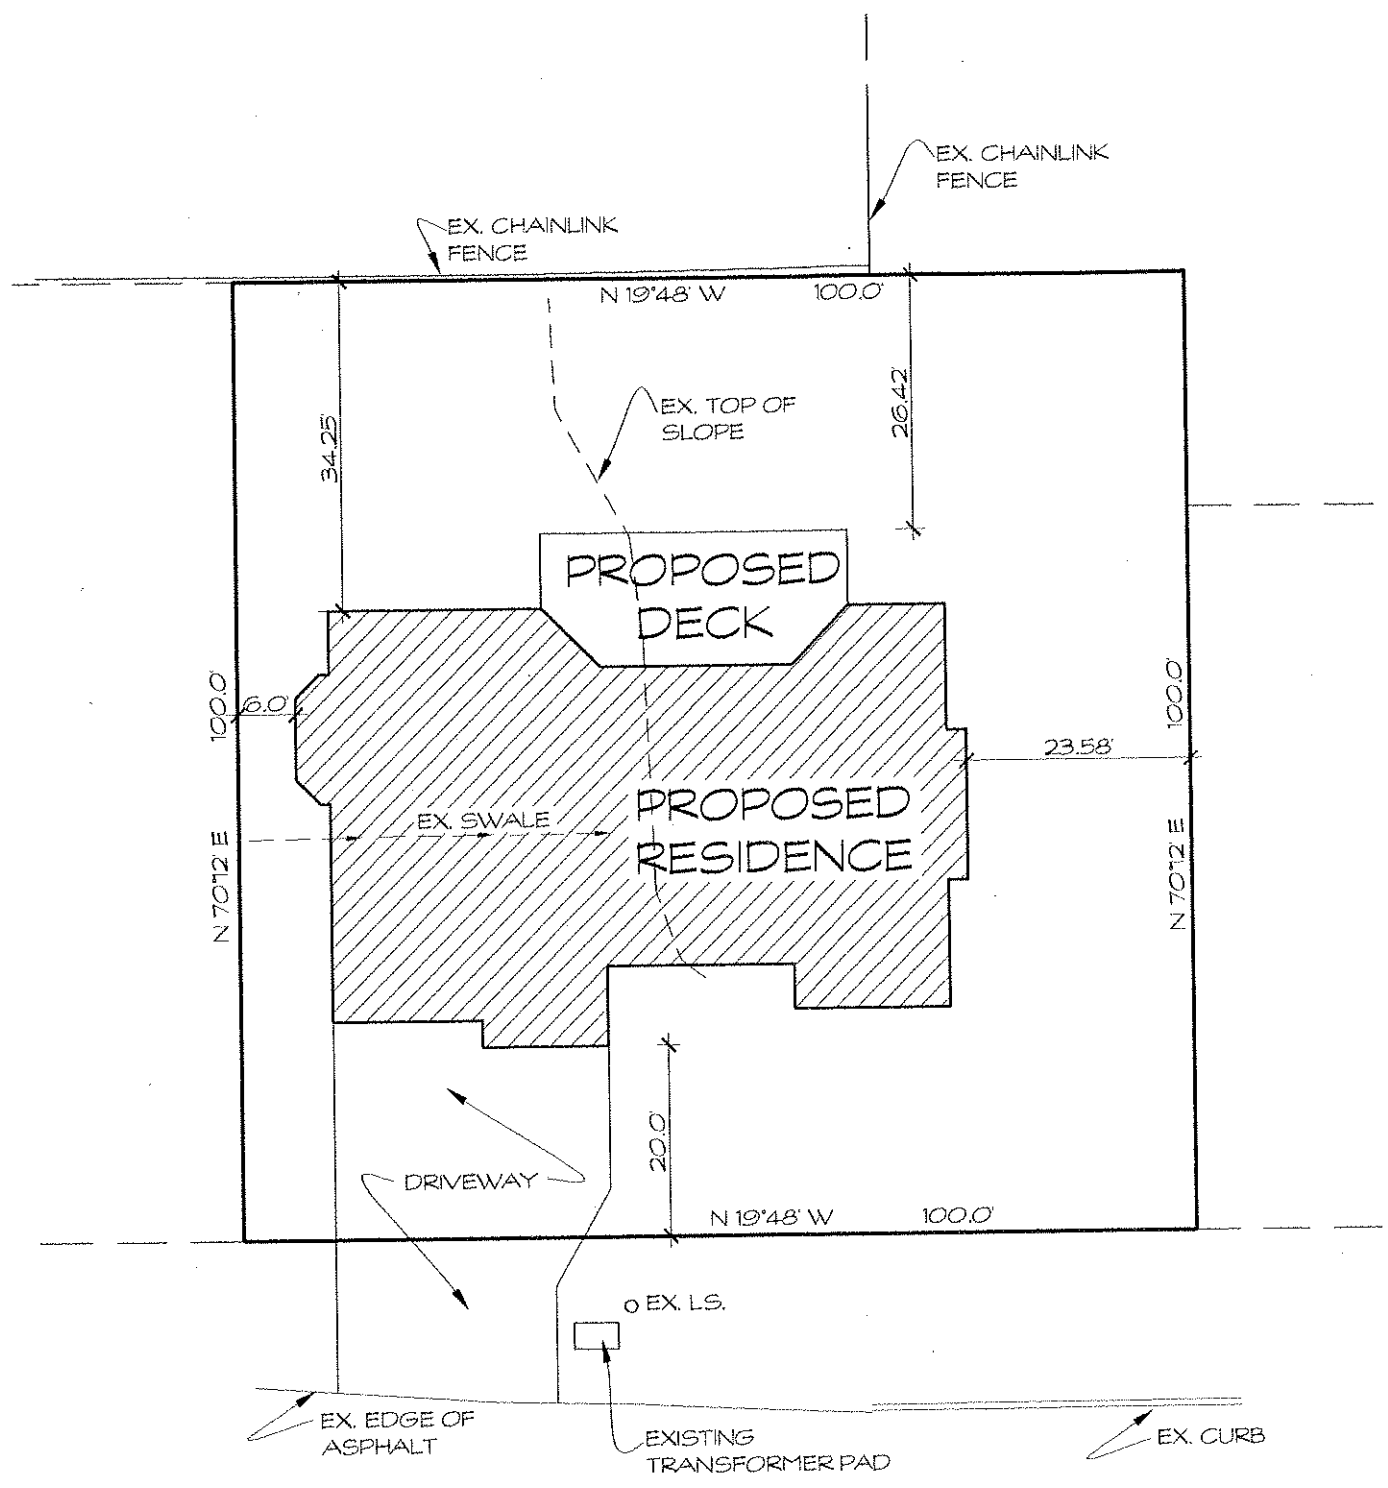 EX. CHAINLINK
FENCE
EX. CHAINLINK
FENCE
N 19°48' W 100.0'
34.25'
26.42'
EX. TOP OF
SLOPE
PROPOSED
DECK
100.0'
6.0'
100.0'
23.58'
EX. SWALE
PROPOSED
RESIDENCE
N 70°12' E
N 70°12' E
20.0'
DRIVEWAY
N 19°48' W 100.0'
EX. L.S.
EX. EDGE OF
ASPHALT
EXISTING
TRANSFORMER PAD
EX. CURB